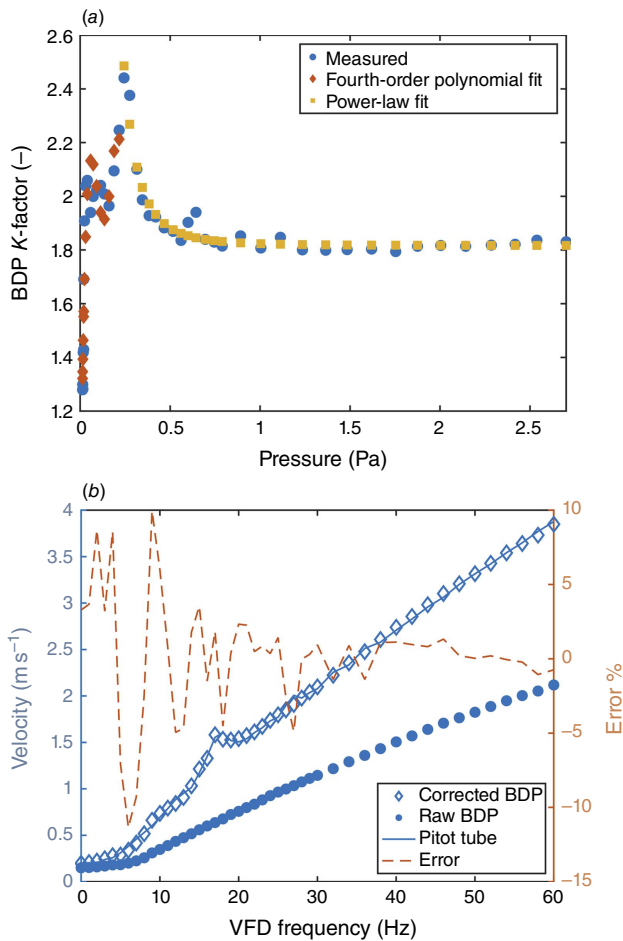 (a)
2.6
2.4
2.2
2
1.8
1.6
1.4
1.2
BDP K-factor (–)
Measured
Fourth-order polynomial fit
Power-law fit
0 0.5 1 1.5 2 2.5
Pressure (Pa)
(b)
4
3.5
3
2.5
2
1.5
1
0.5
0
Velocity (m s–1)
10
5
0
–5
–10
–15
Error %
Corrected BDP
Raw BDP
Pitot tube
Error
0 10 20 30 40 50 60
VFD frequency (Hz)